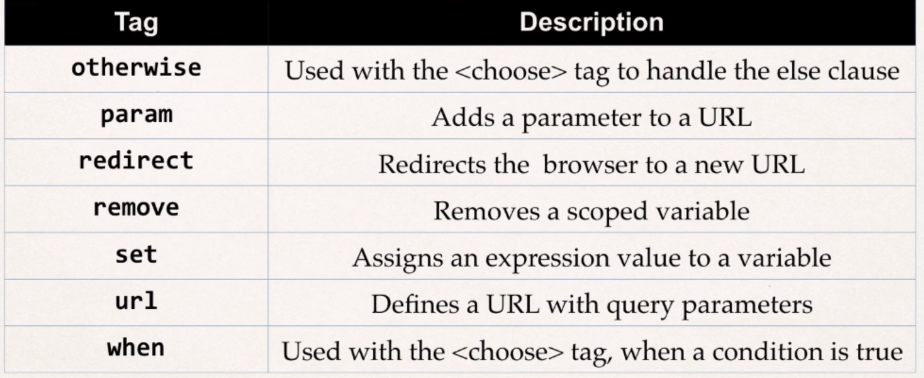 Tag Description
otherwise Used with the <choose> tag to handle the else clause
param Adds a parameter to a URL
redirect Redirects the browser to a new URL
remove Removes a scoped variable
set Assigns an expression value to a variable
url Defines a URL with query parameters
when Used with the <choose> tag, when a condition is true